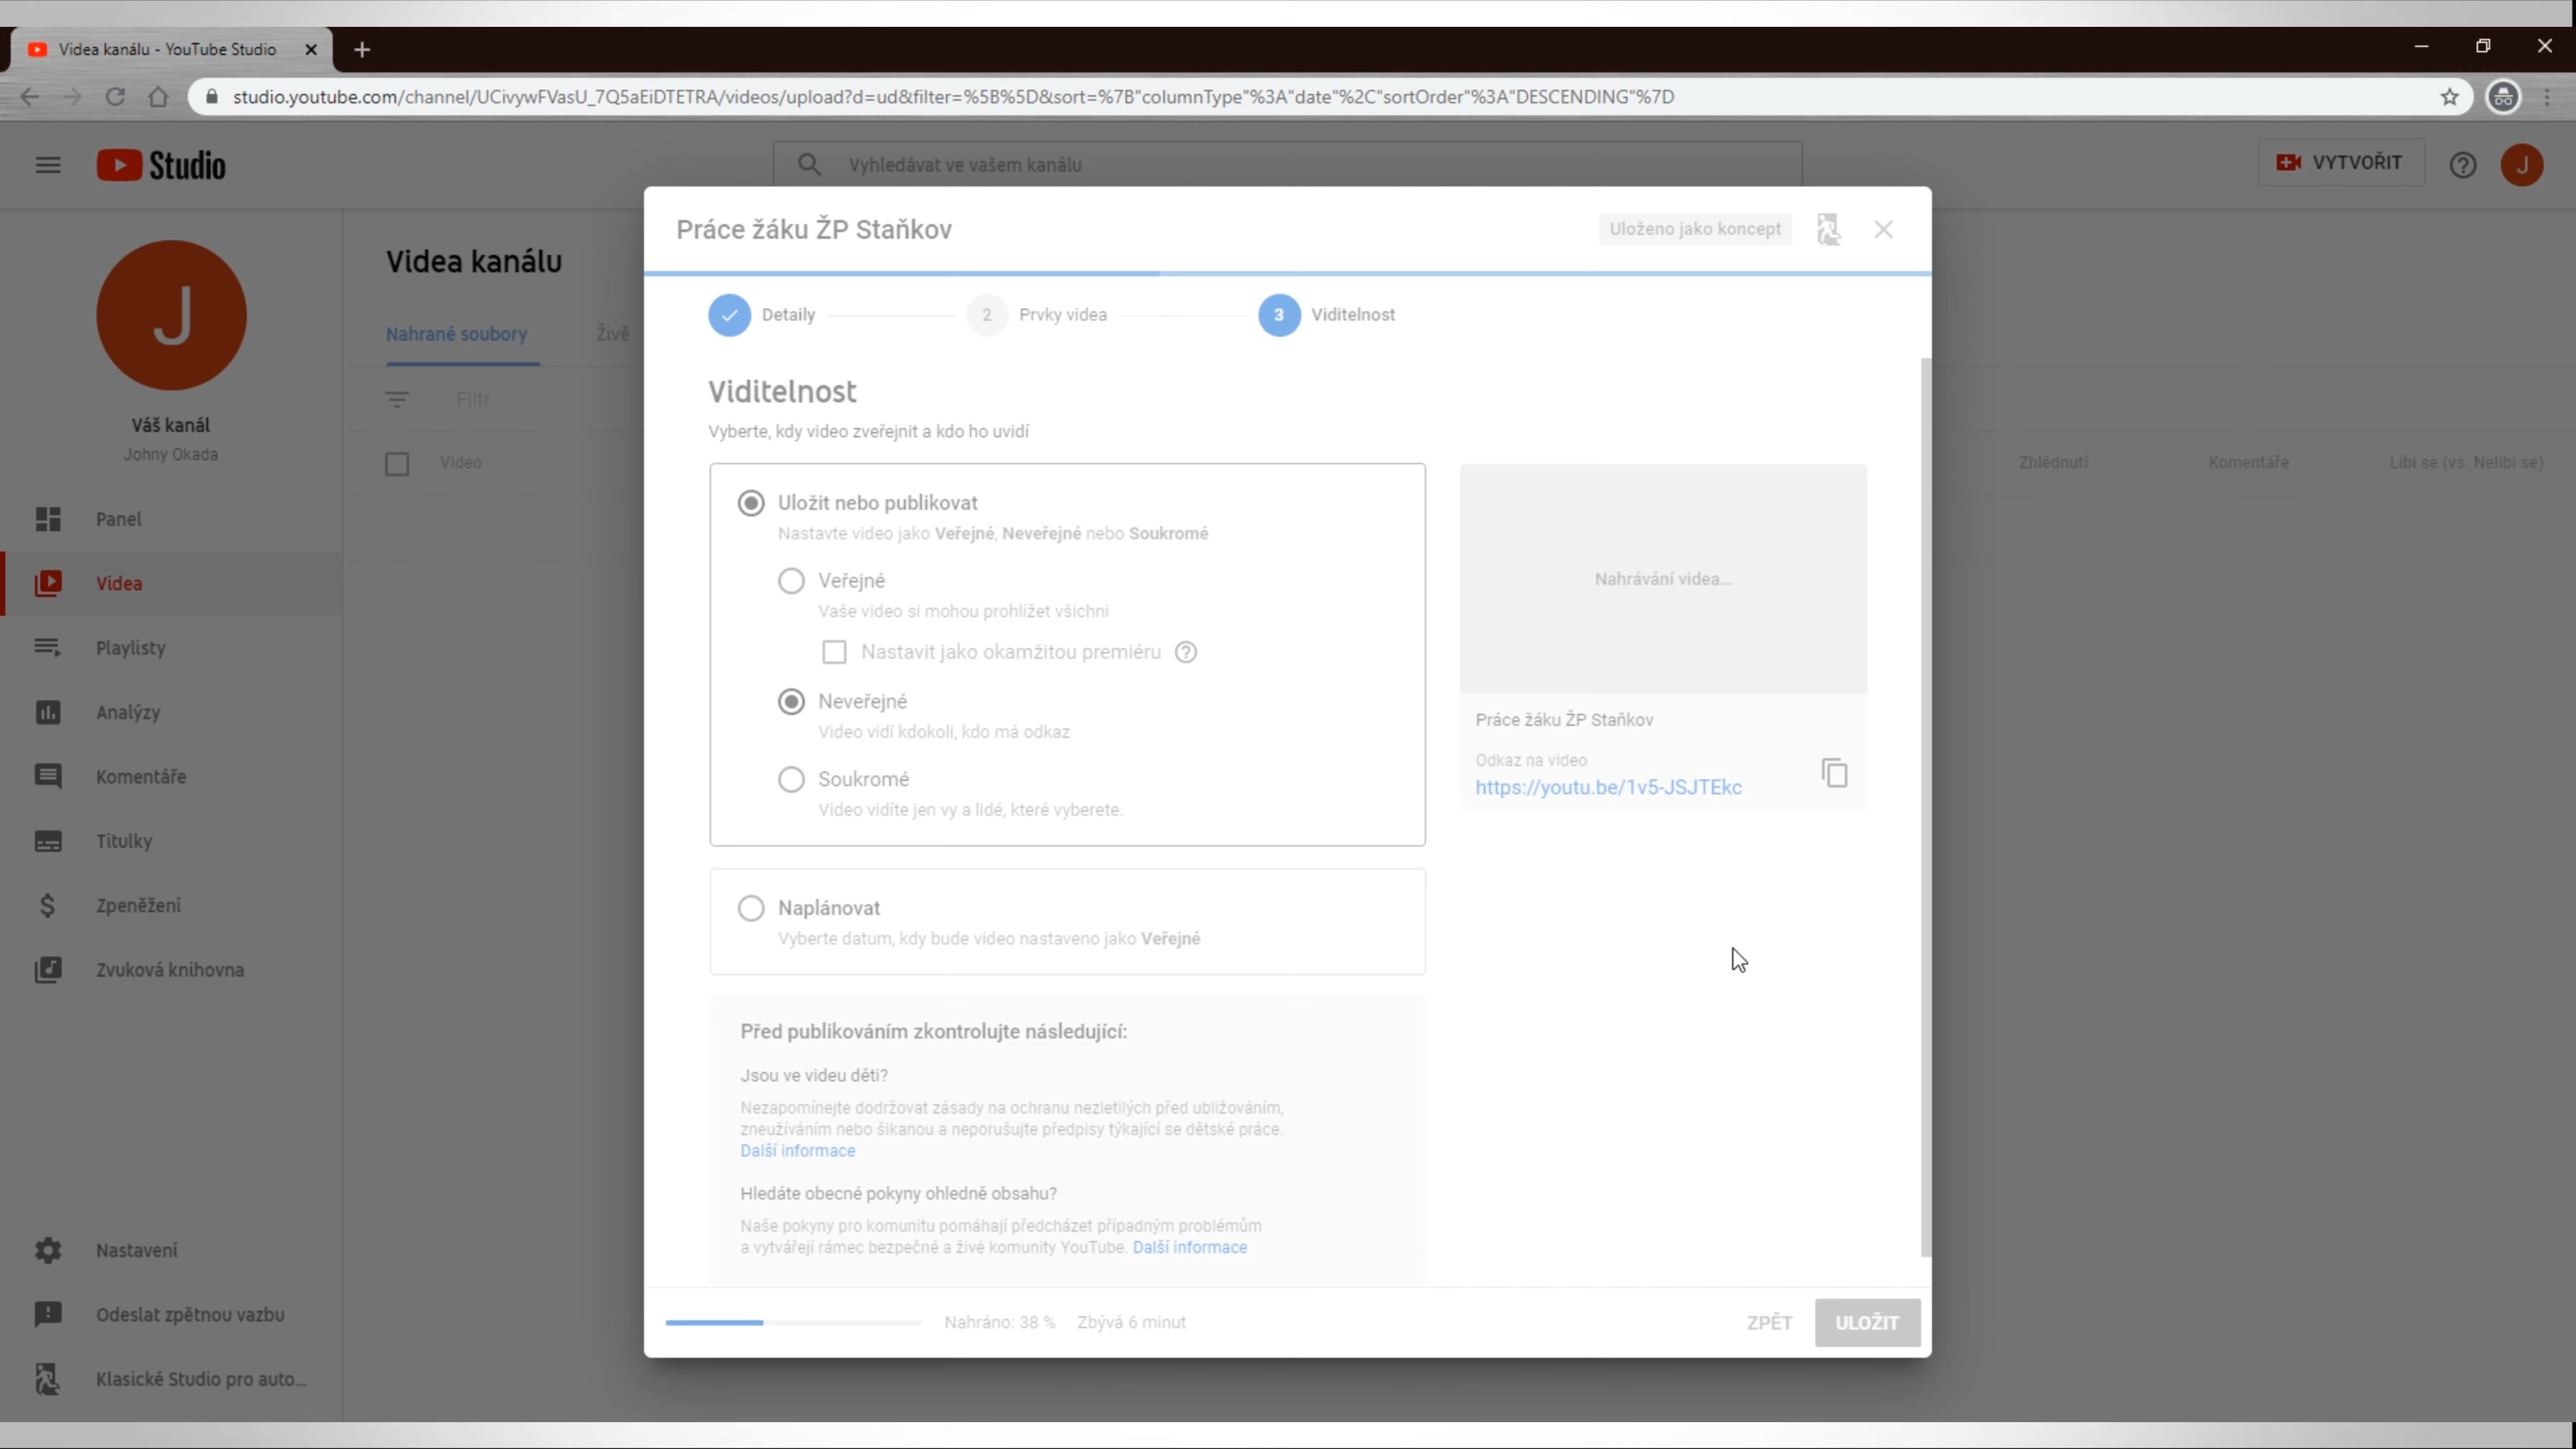 Videa kanálu - YouTube Studio
studio.youtube.com/channel/UCivywFVasU_7Q5aEiDTETRA/videos/upload?d=ud&filter=%5B%5D&sort=%7B"columnType"%3A"date"%2C"sortOrder"%3A"DESCENDING"%7D
Studio
Vyhledávat ve vašem kanálu
VYTVOŘIT
J
J
Váš kanál
Johny Okada
Panel
Videa
Playlisty
Analýzy
Komentáře
Titulky
Zpeněžení
Zvuková knihovna
Nastavení
Odeslat zpětnou vazbu
Klasické Studio pro auto...
Videa kanálu
Nahrané soubory
Živě
Filtr
Video
Zhlédnutí
Komentáře
Líbí se (vs. Nelíbí se)
Práce žáku ŽP Staňkov
Uloženo jako koncept
Detaily
2
Prvky videa
3
Viditelnost
Viditelnost
Vyberte, kdy video zveřejnit a kdo ho uvidí
Uložit nebo publikovat
Nastavte video jako Veřejné, Neveřejné nebo Soukromé
Veřejné
Vaše video si mohou prohlížet všichni
Nastavit jako okamžitou premiéru
Neveřejné
Video vidí kdokoli, kdo má odkaz
Soukromé
Video vidíte jen vy a lidé, které vyberete.
Naplánovat
Vyberte datum, kdy bude video nastaveno jako Veřejné
Před publikováním zkontrolujte následující:
Jsou ve videu děti?
Nezapomínejte dodržovat zásady na ochranu nezletilých před ubližováním,
zneužíváním nebo šikanou a neporušujte předpisy týkající se dětské práce.
Další informace
Hledáte obecné pokyny ohledně obsahu?
Naše pokyny pro komunitu pomáhají předcházet případným problémům
a vytvářejí rámec bezpečné a živé komunity YouTube. Další informace
Nahrávání videa...
Práce žáku ŽP Staňkov
Odkaz na video
https://youtu.be/1v5-JSJTEkc
Nahráno: 38 %
Zbývá 6 minut
ZPĚT
ULOŽIT